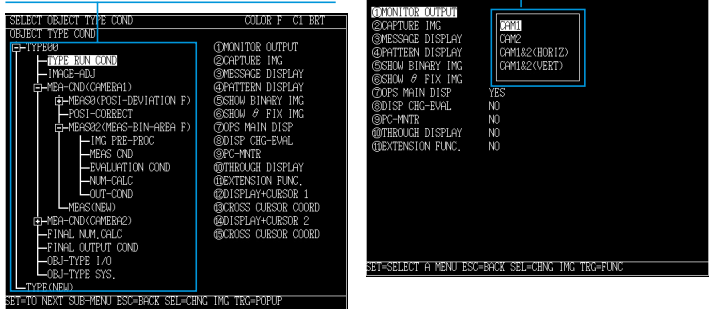 SELECT OBJECT TYPE COND COLOR F C1 BRT
OBJECT TYPE COND
TYPE00
TYPE RUN COND
IMAGE-ADJ
MEA-CND(CAMERA1)
MEAS0(POSI-DEVIATION F)
POSI-CORRECT
MEAS02(MEAS-BIN-AREA F)
IMG PRE-PROC
MEAS CND
EVALUATION COND
NUM-CALC
OUT-COND
MEAS(NEW)
MEA-CND(CAMERA2)
FINAL NUM.CALC
FINAL OUTPUT COND
OBJ-TYPE I/O
OBJ-TYPE SYS.
TYPE(NEW)
①MONITOR OUTPUT
②CAPTURE IMG
③MESSAGE DISPLAY
④PATTERN DISPLAY
⑤SHOW BINARY IMG
⑥SHOW θ FIX IMG
⑦OPS MAIN DISP
⑧DISP CHG-EVAL
⑨PC-MNTR
⑩THROUGH DISPLAY
⑪EXTENSION FUNC.
⑫DISPLAY+CURSOR 1
⑬CROSS CURSOR COORD
⑭DISPLAY+CURSOR 2
⑮CROSS CURSOR COORD
SET=TO NEXT SUB-MENU ESC=BACK SEL=CHNG IMG TRG=POPUP
①MONITOR OUTPUT
②CAPTURE IMG
③MESSAGE DISPLAY
④PATTERN DISPLAY
⑤SHOW BINARY IMG
⑥SHOW θ FIX IMG
⑦OPS MAIN DISP YES
⑧DISP CHG-EVAL NO
⑨PC-MNTR NO
⑩THROUGH DISPLAY NO
⑪EXTENSION FUNC. NO
CAM1
CAM2
CAM1&2(HORIZ)
CAM1&2(VERT)
SET=SELECT A MENU ESC=BACK SEL=CHNG IMG TRG=FUNC